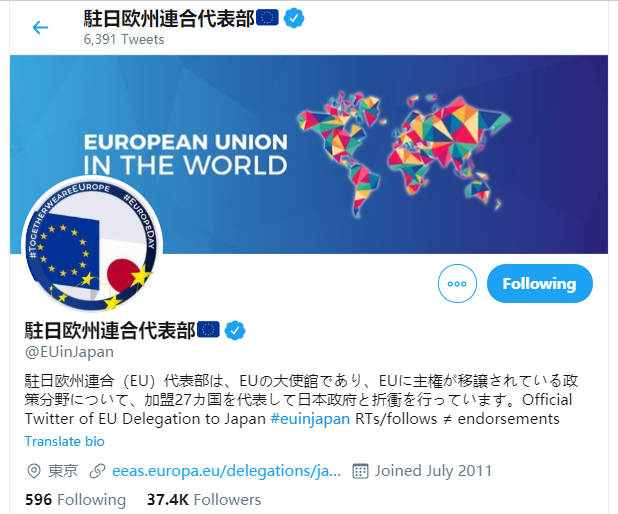 駐日欧州連合代表部
6,391 Tweets
EUROPEAN UNION
IN THE WORLD
#TOGETHERWEAREEUROPE #EUROPEDAY
Following
駐日欧州連合代表部
@EUinJapan
駐日欧州連合（EU）代表部は、EUの大使館であり、EUに主権が移譲されている政
策分野について、加盟27カ国を代表して日本政府と折衝を行っています。Official
Twitter of EU Delegation to Japan #euinjapan RTs/follows ≠ endorsements
Translate bio
東京 eeas.europa.eu/delegations/ja... Joined July 2011
596 Following 37.4K Followers